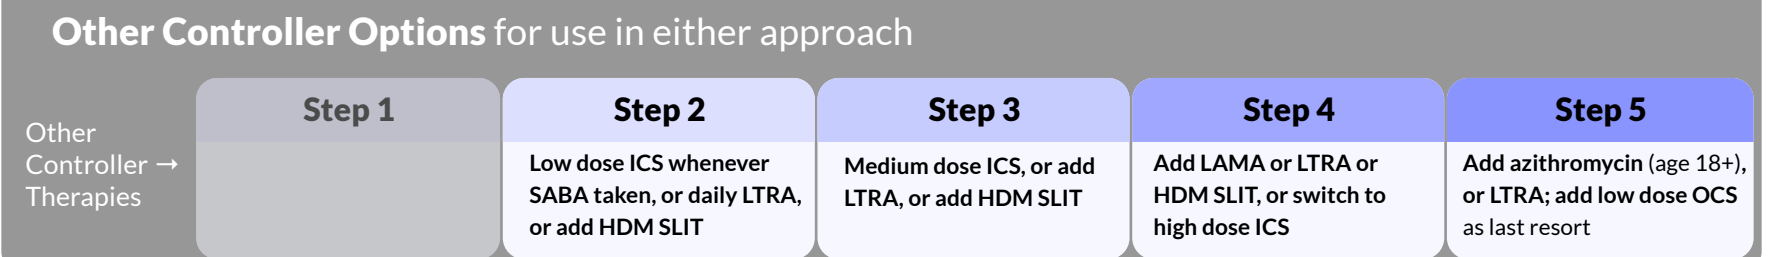 Other Controller Options for use in either approach
Other
Controller →
Therapies
Step 1
Step 2
Low dose ICS whenever
SABA taken, or daily LTRA,
or add HDM SLIT
Step 3
Medium dose ICS, or add
LTRA, or add HDM SLIT
Step 4
Add LAMA or LTRA or
HDM SLIT, or switch to
high dose ICS
Step 5
Add azithromycin (age 18+),
or LTRA; add low dose OCS
as last resort